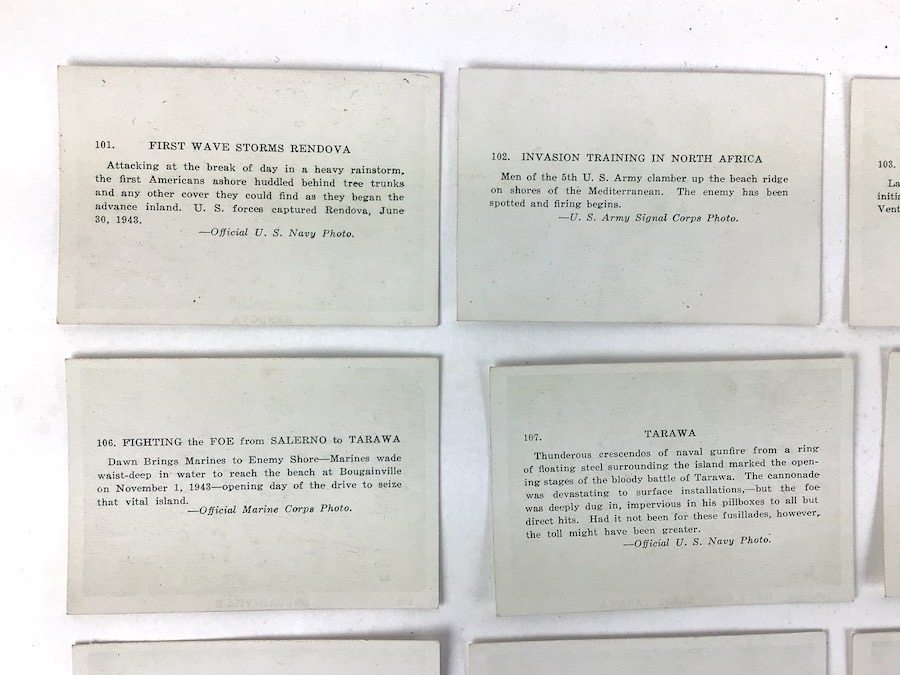 101. FIRST WAVE STORMS RENDOVA
Attacking at the break of day in a heavy rainstorm,
the first Americans ashore huddled behind tree trunks
and any other cover they could find as they began the
advance inland. U. S. forces captured Rendova, June
30, 1943.
—Official U. S. Navy Photo.
102. INVASION TRAINING IN NORTH AFRICA
Men of the 5th U. S. Army clamber up the beach ridge
on shores of the Mediterranean. The enemy has been
spotted and firing begins.
—U. S. Army Signal Corps Photo.
103.
La
initia
Vent
106. FIGHTING the FOE from SALERNO to TARAWA
Dawn Brings Marines to Enemy Shore—Marines wade
waist-deep in water to reach the beach at Bougainville
on November 1, 1943—opening day of the drive to seize
that vital island.
—Official Marine Corps Photo.
107. TARAWA
Thunderous crescendos of naval gunfire from a ring
of floating steel surrounding the island marked the open-
ing stages of the bloody battle of Tarawa. The cannonade
was devastating to surface installations,—but the foe
was deeply dug in, impervious in his pillboxes to all but
direct hits. Had it not been for these fusillades, however,
the toll might have been greater.
—Official U. S. Navy Photo.